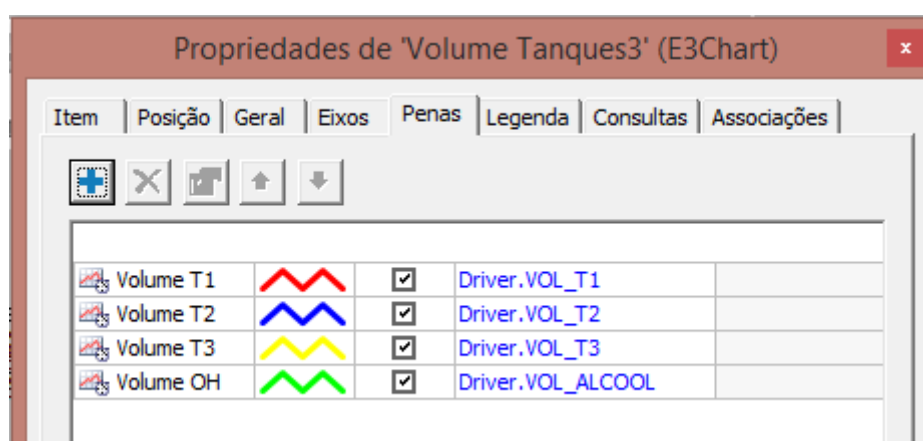 Propriedades de 'Volume Tanques3' (E3Chart) x
Item Posição Geral Eixos Penas Legenda Consultas Associações
Volume T1 Driver.VOL_T1
Volume T2 Driver.VOL_T2
Volume T3 Driver.VOL_T3
Volume OH Driver.VOL_ALCOOL